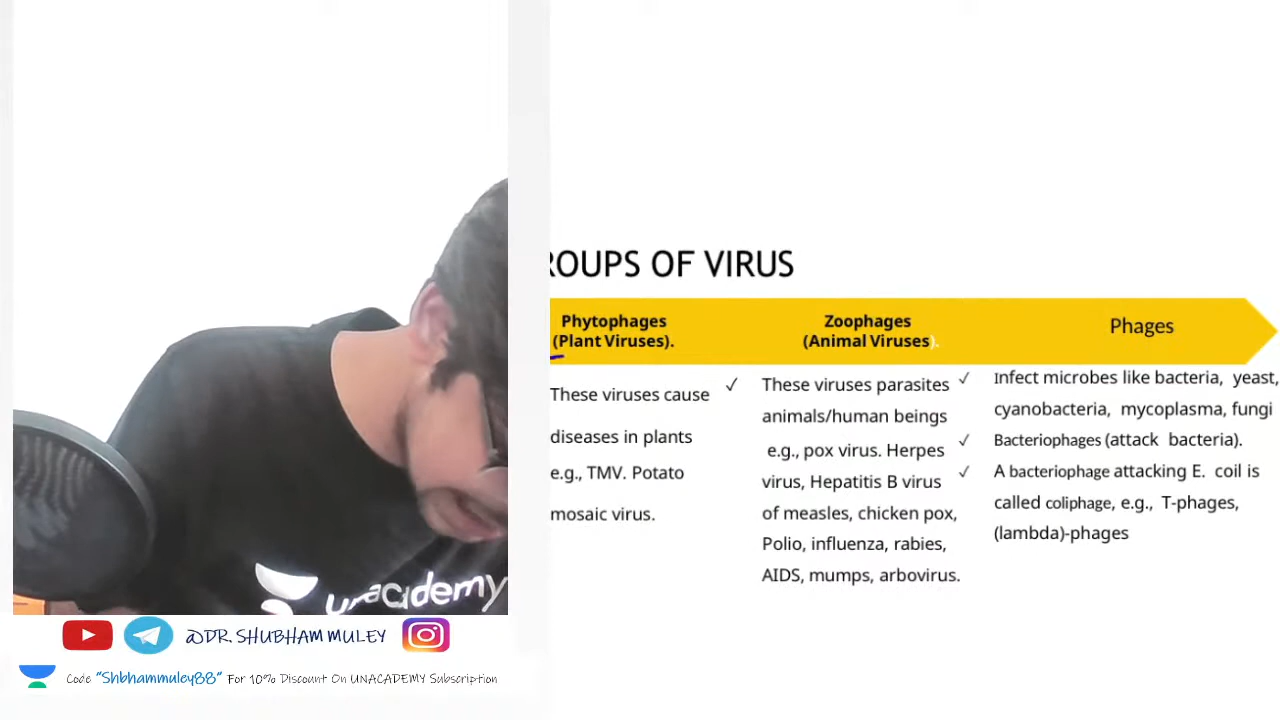 ROUPS OF VIRUS
Phytophages
(Plant Viruses).
These viruses cause
diseases in plants
e.g., TMV. Potato
mosaic virus.
Zoophages
(Animal Viruses).
✓ These viruses parasites
animals/human beings
e.g., pox virus. Herpes
virus, Hepatitis B virus
of measles, chicken pox,
Polio, influenza, rabies,
AIDS, mumps, arbovirus.
Phages
✓ Infect microbes like bacteria, yeast,
cyanobacteria, mycoplasma, fungi
✓ Bacteriophages (attack bacteria).
✓ A bacteriophage attacking E. coil is
called coliphage, e.g., T-phages,
(lambda)-phages
unacademy
@DR. SHUBHAM MULEY
Code "Shbhammuley88" For 10% Discount On UNACADEMY Subscription